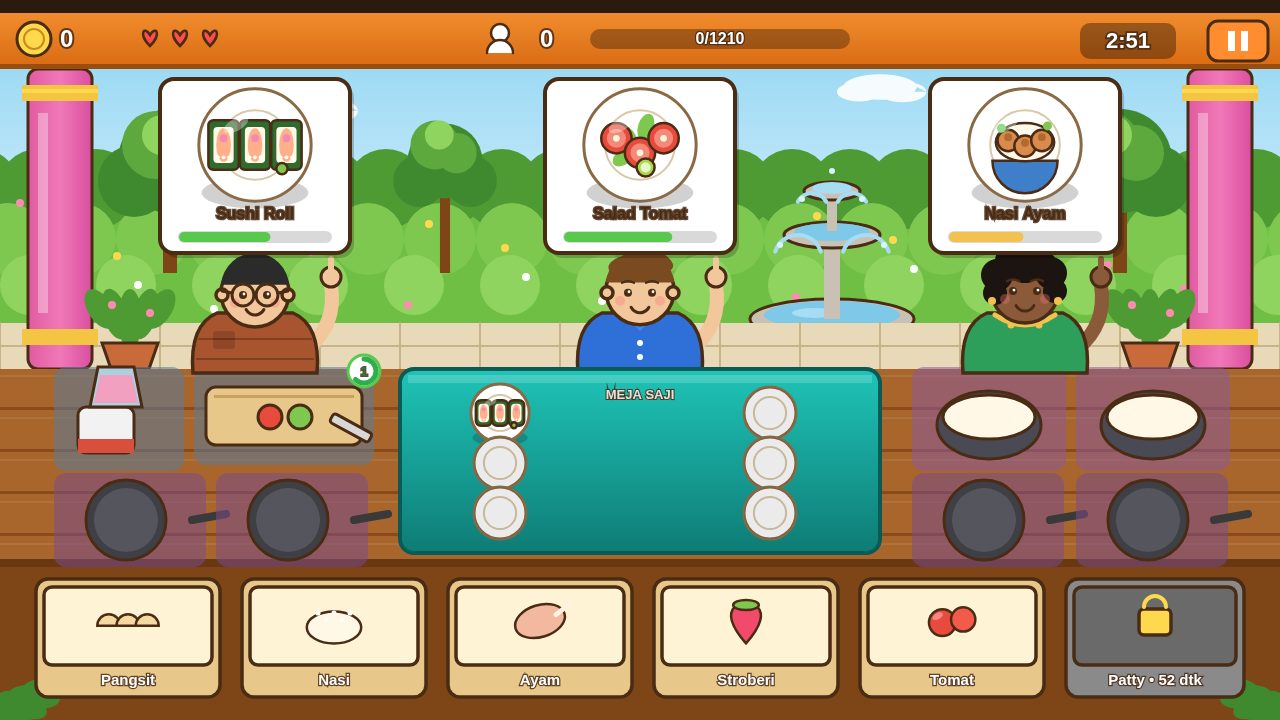 0
0
0/1210
2:51
Sushi Roll
Salad Tomat
Nasi Ayam
1
MEJA SAJI
Pangsit
Nasi
Ayam
Stroberi
Tomat
Patty • 52 dtk